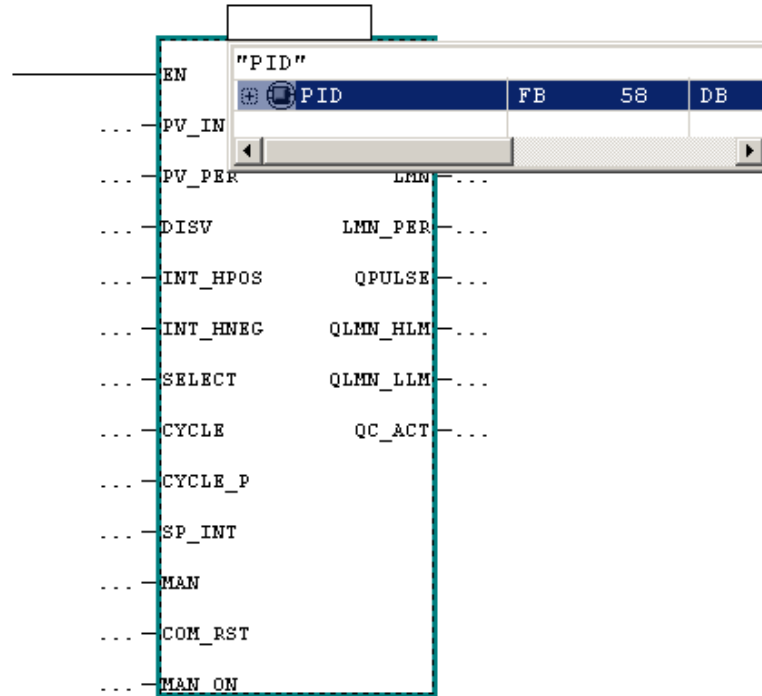 "PID"
PID FB 58 DB
EN
... PV_IN
... PV_PER LMN ...
... DISV LMN_PER ...
... INT_HPOS QPULSE ...
... INT_HNEG QLMN_HLM ...
... SELECT QLMN_LLM ...
... CYCLE QC_ACT ...
... CYCLE_P
... SP_INT
... MAN
... COM_RST
... MAN_ON